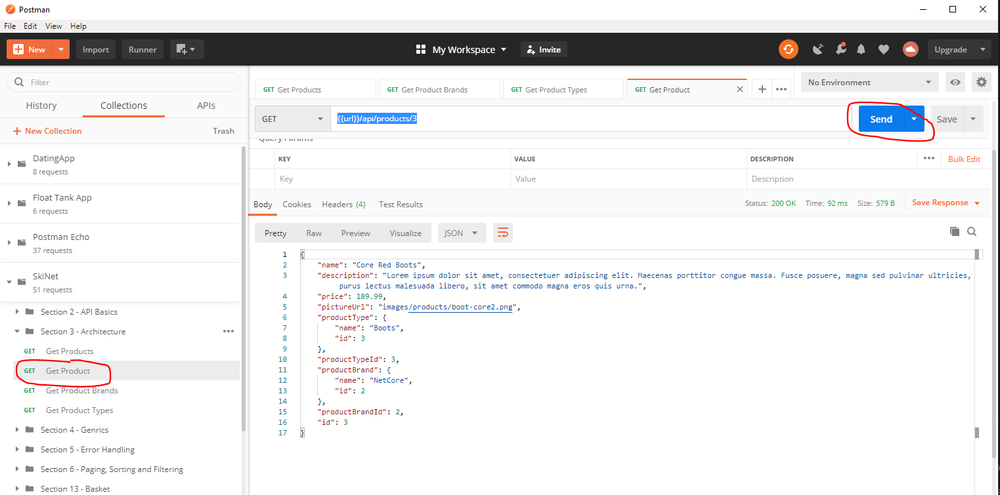 Postman
File Edit View Help
New Import Runner My Workspace Invite Upgrade
Filter
History Collections APIs
New Collection Trash
DatingApp
8 requests
Float Tank App
6 requests
Postman Echo
37 requests
SkiNet
51 requests
Section 2 - API Basics
Section 3 - Architecture
GET Get Products
GET Get Product
GET Get Product Brands
GET Get Product Types
Section 4 - Genrics
Section 5 - Error Handling
Section 6 - Paging, Sorting and Filtering
Section 13 - Basket
GET Get Products GET Get Product Brands GET Get Product Types GET Get Product No Environment
GET {{url}}/api/products/3 Send Save
Query Params
KEY VALUE DESCRIPTION Bulk Edit
Key Value Description
Body Cookies Headers (4) Test Results Status: 200 OK Time: 92 ms Size: 579 B Save Response
Pretty Raw Preview Visualize JSON
1 {
2 "name": "Core Red Boots",
3 "description": "Lorem ipsum dolor sit amet, consectetuer adipiscing elit. Maecenas porttitor congue massa. Fusce posuere, magna sed pulvinar ultricies,
purus lectus malesuada libero, sit amet commodo magna eros quis urna.",
4 "price": 189.99,
5 "pictureUrl": "images/products/boot-core2.png",
6 "productType": {
7 "name": "Boots",
8 "id": 3
9 },
10 "productTypeId": 3,
11 "productBrand": {
12 "name": "NetCore",
13 "id": 2
14 },
15 "productBrandId": 2,
16 "id": 3
17 }